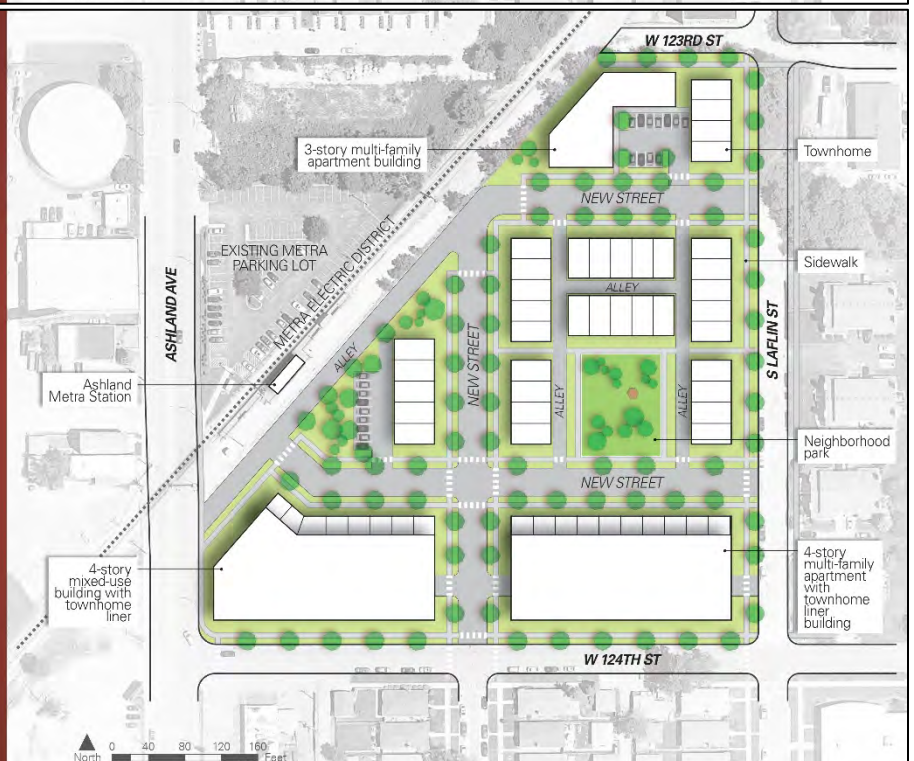 W 123RD ST
3-story multi-family
apartment building
Townhome
NEW STREET
EXISTING METRA
PARKING LOT
METRA ELECTRIC DISTRICT
Sidewalk
ASHLAND AVE
ALLEY
S LAFLIN ST
ALLEY
NEW STREET
Ashland
Metra Station
ALLEY
ALLEY
Neighborhood
park
NEW STREET
4-story
mixed-use
building with
townhome
liner
4-story
multi-family
apartment
with
townhome
liner
building
W 124TH ST
North
0 40 80 120 160
Feet